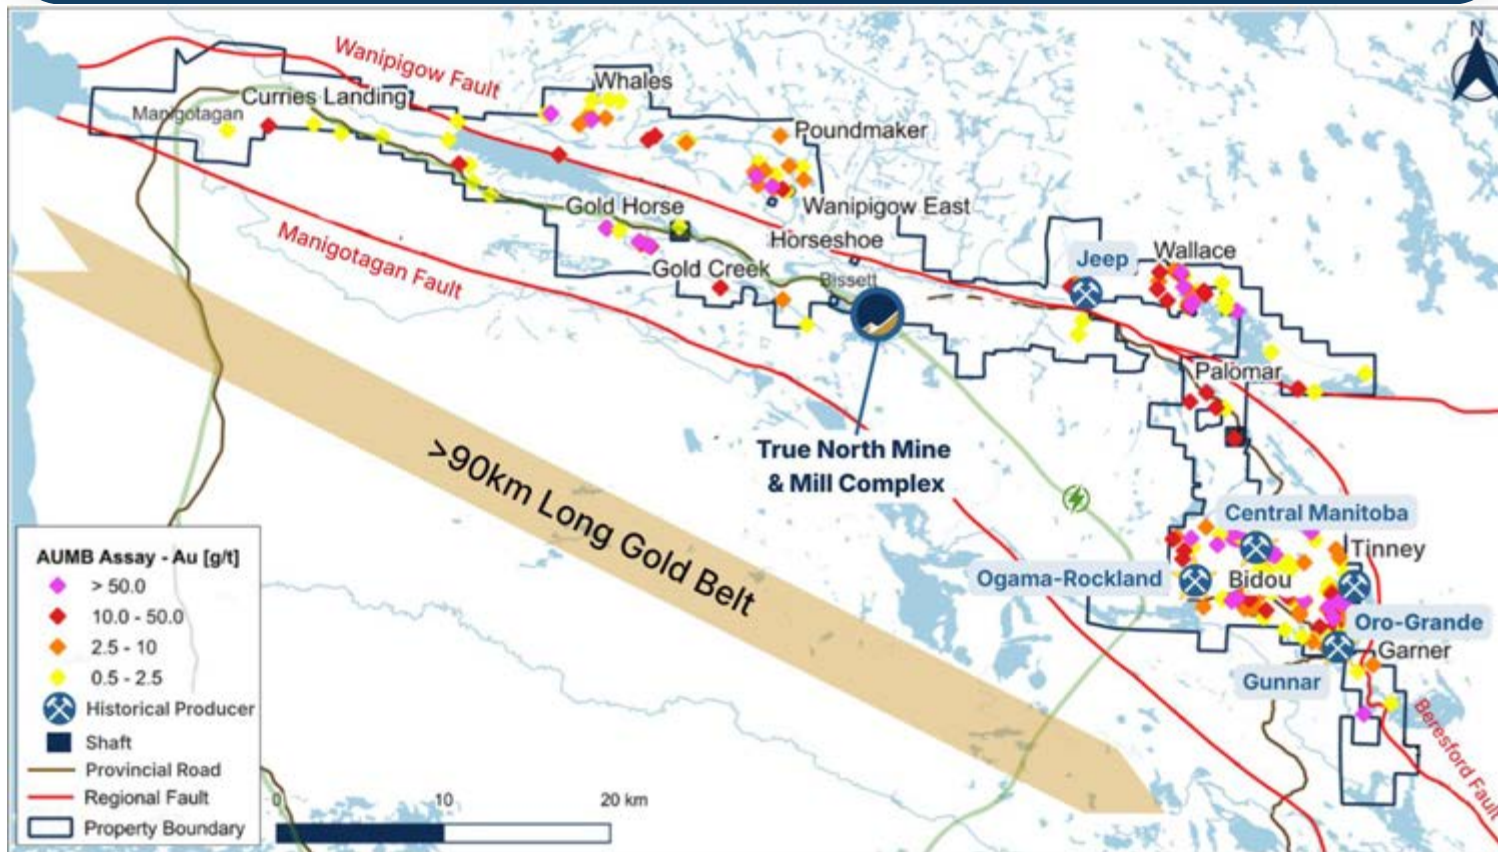 N
Wanipigow Fault
Whales
Curries Landing
Manigotagan
Poundmaker
Gold Horse
Wanipigow East
Manigotagan Fault
Horseshoe
Gold Creek
Bissett
Jeep
Wallace
Palomar
True North Mine
& Mill Complex
>90km Long Gold Belt
Central Manitoba
Tinney
Ogama-Rockland
Bidou
Oro-Grande
Garner
Gunnar
Beresford Fault
AUMB Assay - Au [g/t]
> 50.0
10.0 - 50.0
2.5 - 10
0.5 - 2.5
Historical Producer
Shaft
Provincial Road
Regional Fault
Property Boundary
0 10 20 km